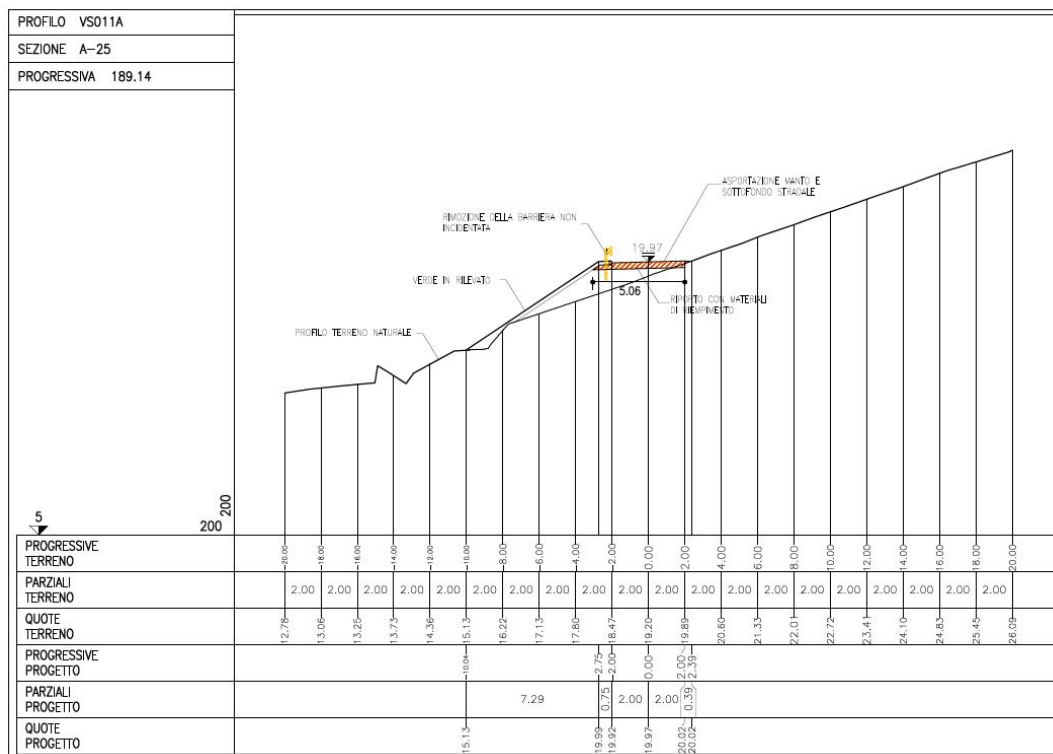 PROFILO VS011A
SEZIONE A-25
PROGRESSIVA 189.14
ASPORTAZIONE MANTO E
SOTTOFONDO STRADALE
RIMOZIONE DELLA BARRIERA NON
INCIDENTATA
19.97
VERDE IN RILEVATO
5.06
RIPORTO CON MATERIALI
DI RIEMPIMENTO
PROFILO TERRENO NATURALE
5
200
200
PROGRESSIVE
TERRENO
-20.00 -18.00 -16.00 -14.00 -12.00 -10.00 -8.00 -6.00 -4.00 -2.00 0.00 2.00 4.00 6.00 8.00 10.00 12.00 14.00 16.00 18.00 20.00
PARZIALI
TERRENO
2.00 2.00 2.00 2.00 2.00 2.00 2.00 2.00 2.00 2.00 2.00 2.00 2.00 2.00 2.00 2.00 2.00 2.00 2.00 2.00
QUOTE
TERRENO
12.78 13.06 13.25 13.73 14.36 15.13 16.22 17.13 17.80 18.47 19.20 19.89 20.60 21.33 22.01 22.72 23.41 24.10 24.83 25.45 26.09
PROGRESSIVE
PROGETTO
-10.04 -2.75 -2.00 0.00 2.00 2.39
PARZIALI
PROGETTO
7.29 0.75 2.00 2.00 0.39
QUOTE
PROGETTO
15.13 19.99 19.92 19.97 20.02 20.02